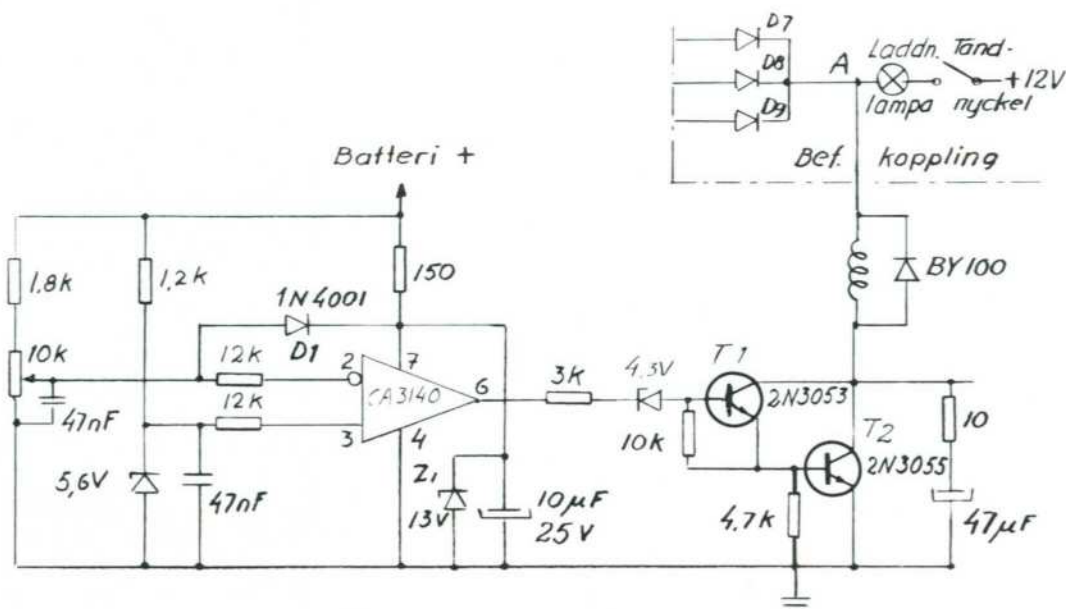 D7
D8
D9
A
Laddn.
lampa
Tänd-
nyckel
+12V
Bef. koppling
Batteri +
1,8k
1,2k
150
1N4001
D1
BY100
10k
12k
12k
2
3
7
6
4
CA3140
47nF
5,6V
47nF
Z1
13V
10µF
25V
3k
4.3V
T1
2N3053
10k
T2
2N3055
4,7k
10
47µF